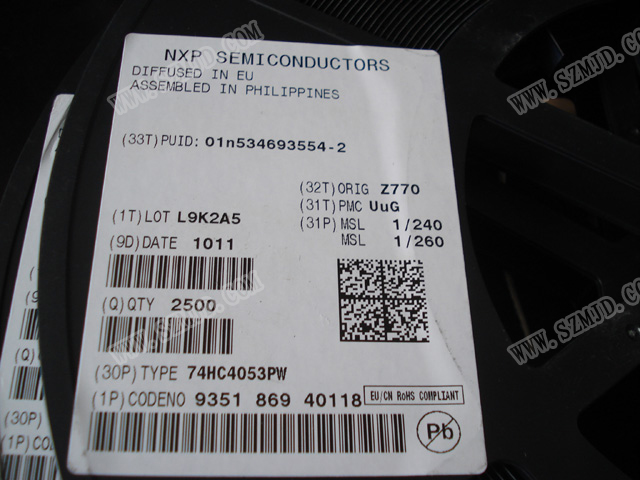 NXP SEMICONDUCTORS
DIFFUSED IN EU
ASSEMBLED IN PHILIPPINES
(33T) PUID: 01n534693554-2
(32T) ORIG Z770
(31T) PMC UuG
(1T) LOT L9K2A5
(31P) MSL 1/240
(9D) DATE 1011
MSL 1/260
(Q) QTY 2500
(30P) TYPE 74HC4053PW
(1P) CODENO 9351 869 40118
EU/CN RoHS COMPLIANT
Pb
(Q)
(30P)
(1P) CO
WWW.SZMJD.COM
WWW.SZMJD.COM
WWW.SZMJD.COM
WWW.SZMJD.COM